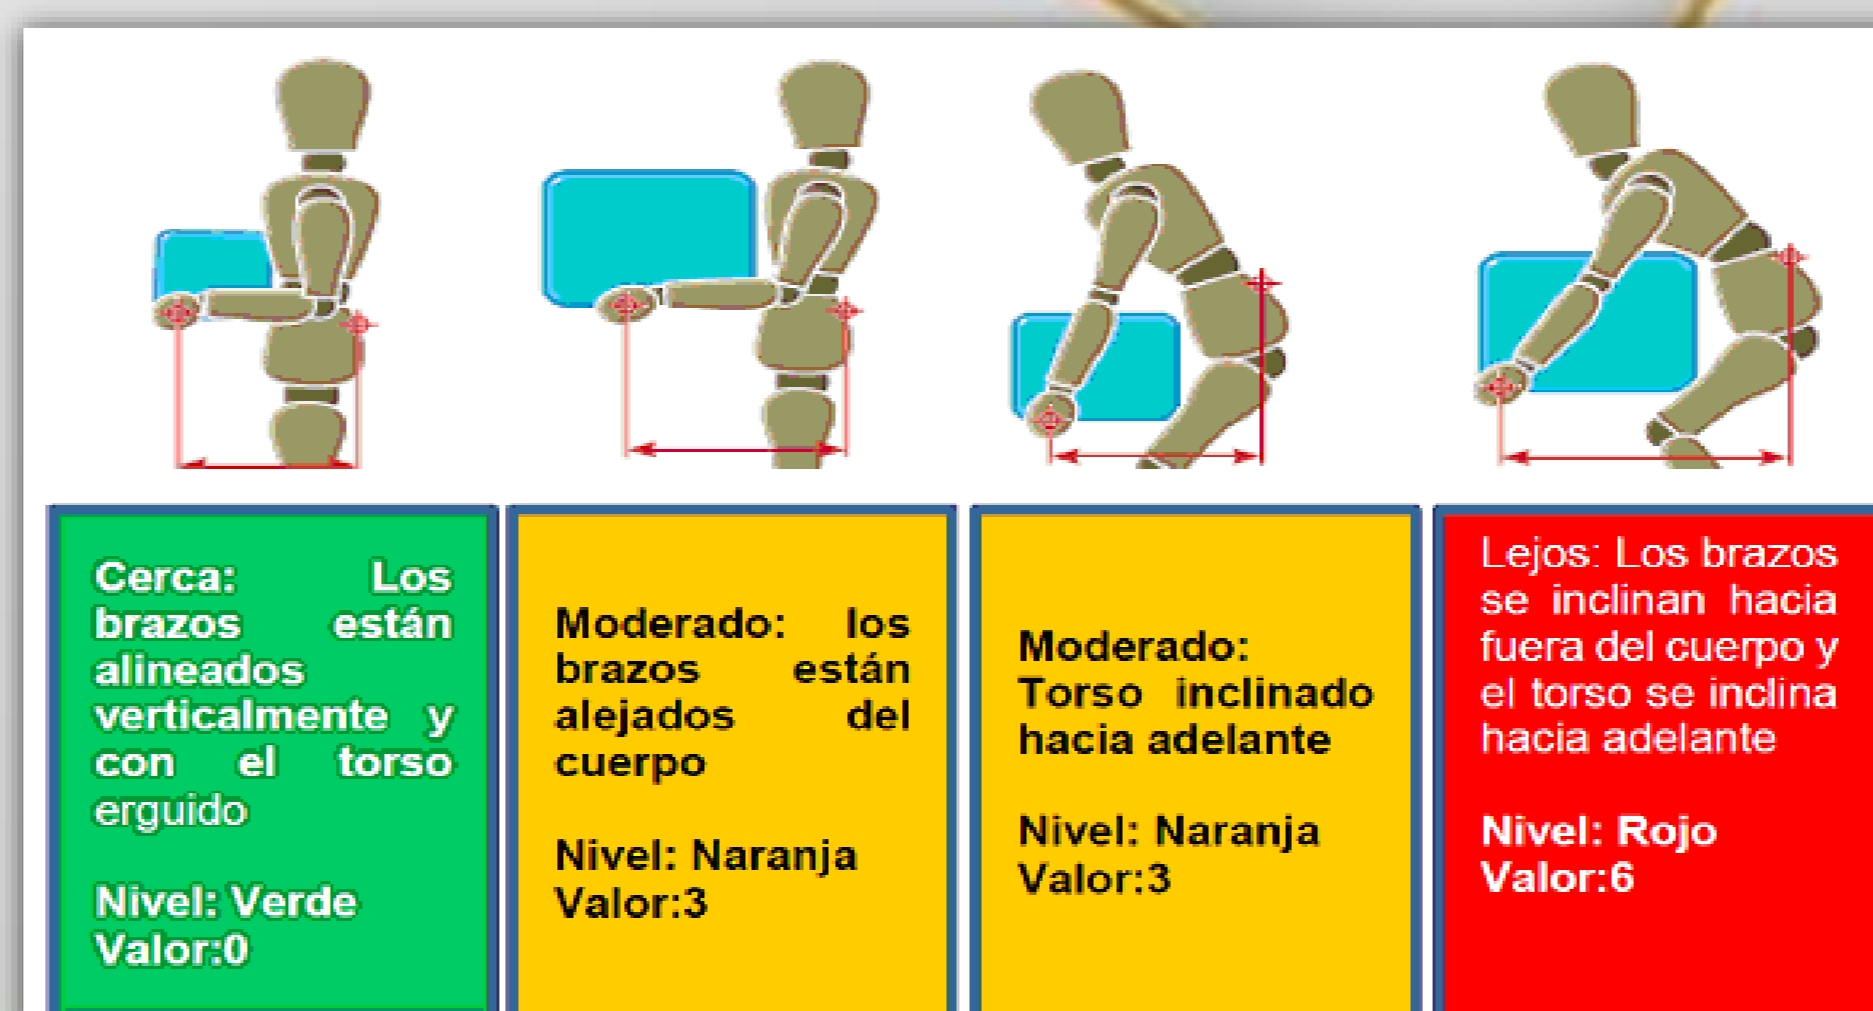 Cerca: Los
brazos están
alineados
verticalmente y
con el torso
erguido
Nivel: Verde
Valor:0
Moderado: los
brazos están
alejados del
cuerpo
Nivel: Naranja
Valor:3
Moderado:
Torso inclinado
hacia adelante
Nivel: Naranja
Valor:3
Lejos: Los brazos
se inclinan hacia
fuera del cuerpo y
el torso se inclina
hacia adelante
Nivel: Rojo
Valor:6